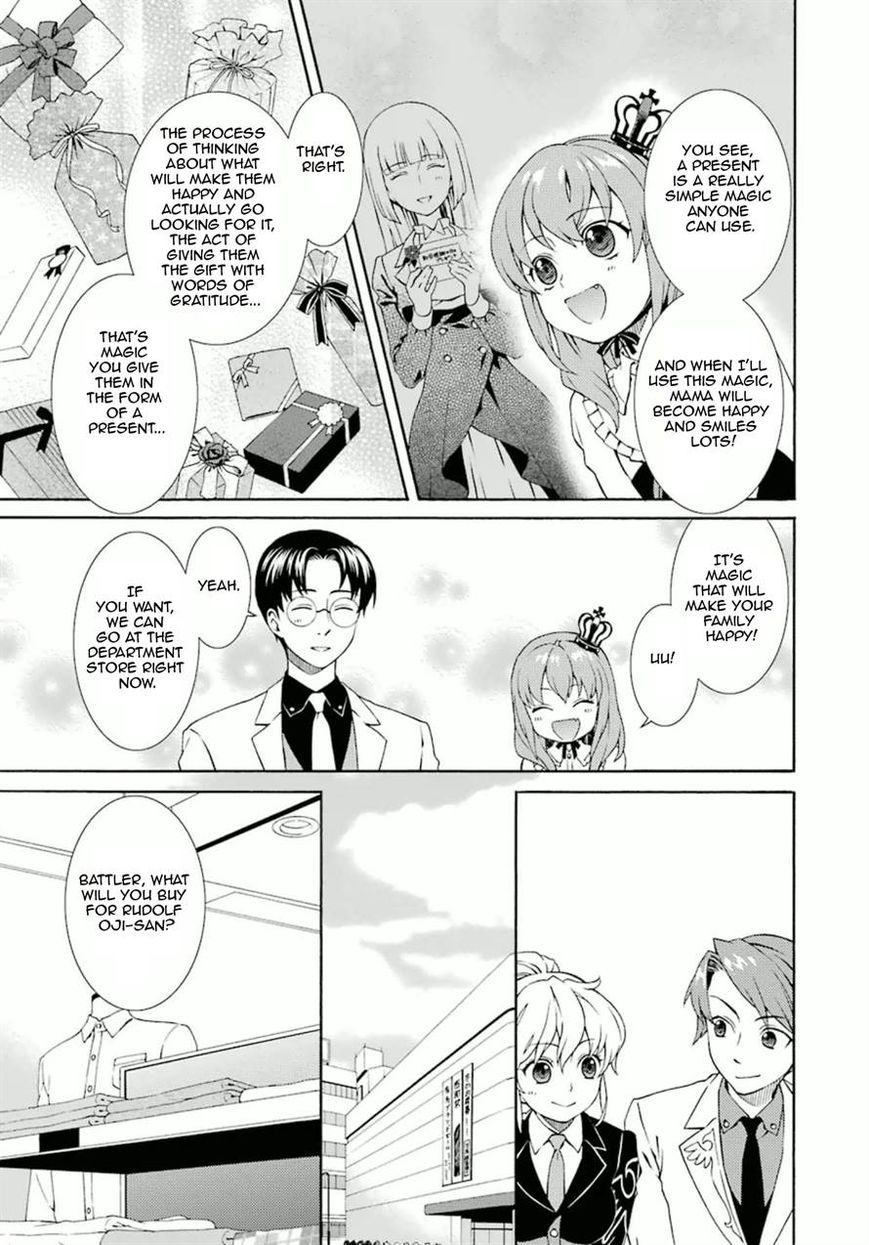 YOU SEE,
A PRESENT
IS A REALLY
SIMPLE MAGIC
ANYONE
CAN USE.
AND WHEN I'LL
USE THIS MAGIC,
MAMA WILL
BECOME HAPPY
AND SMILES
LOTS!
THAT'S
RIGHT.
THE PROCESS
OF THINKING
ABOUT WHAT
WILL MAKE THEM
HAPPY AND
ACTUALLY GO
LOOKING FOR IT,
THE ACT OF
GIVING THEM
THE GIFT WITH
WORDS OF
GRATITUDE...
THAT'S
MAGIC
YOU GIVE
THEM IN
THE FORM
OF A
PRESENT...
IT'S
MAGIC
THAT WILL
MAKE YOUR
FAMILY
HAPPY!
UU!
YEAH.
IF
YOU WANT,
WE CAN
GO AT THE
DEPARTMENT
STORE RIGHT
NOW.
BATTLER, WHAT
WILL YOU BUY
FOR RUDOLF
OJI-SAN?